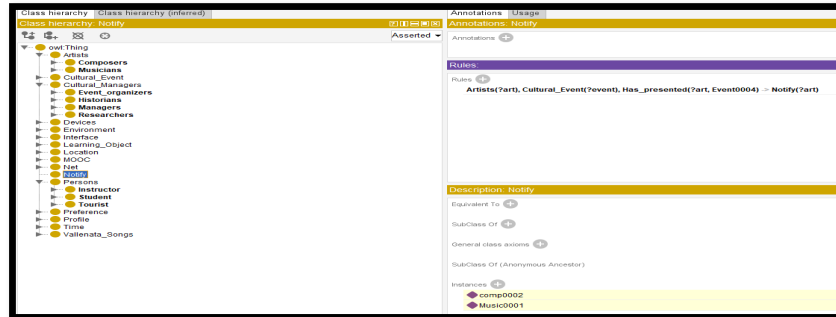 Class hierarchy Class hierarchy (inferred)
Class hierarchy: Notify
Asserted
owl:Thing
Artists
Composers
Musicians
Cultural_Event
Cultural_Managers
Event_organizers
Historians
Managers
Researchers
Devices
Environment
Interface
Learning_Object
Location
MOOC
Net
Notify
Persons
Instructor
Student
Tourist
Preference
Profile
Time
Vallenata_Songs
Annotations Usage
Annotations: Notify
Annotations
Rules:
Rules
Artists(?art), Cultural_Event(?event), Has_presented(?art, Event0004) -> Notify(?art)
Description: Notify
Equivalent To
SubClass Of
General class axioms
SubClass Of (Anonymous Ancestor)
Instances
comp0002
Music0001